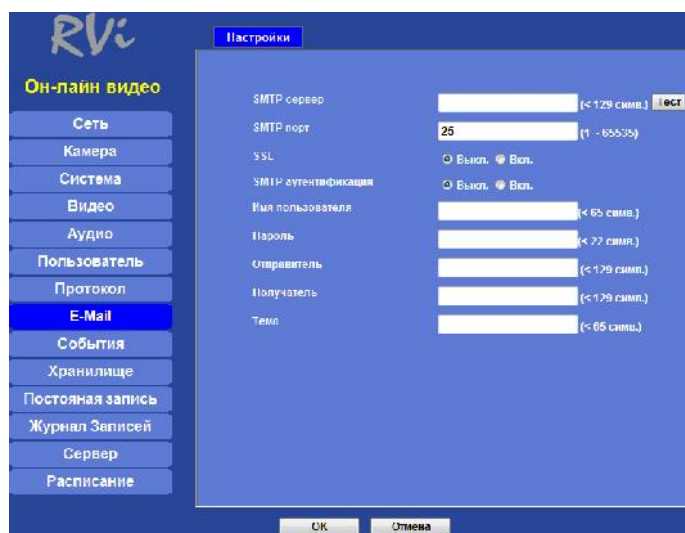 RVi
Настройки
Он-лайн видео
Сеть
Камера
Система
Видео
Аудио
Пользователь
Протокол
E-Mail
События
Хранилище
Постояная запись
Журнал Записей
Сервер
Расписание
SMTP сервер (< 129 симв.) Тест
SMTP порт 25 (1 - 65535)
SSL Выкл. Вкл.
SMTP аутентификация Выкл. Вкл.
Имя пользователя (< 65 симв.)
Пароль (< 22 симв.)
Отправитель (< 129 симв.)
Получатель (< 129 симв.)
Тема (< 65 симв.)
OK Отмена